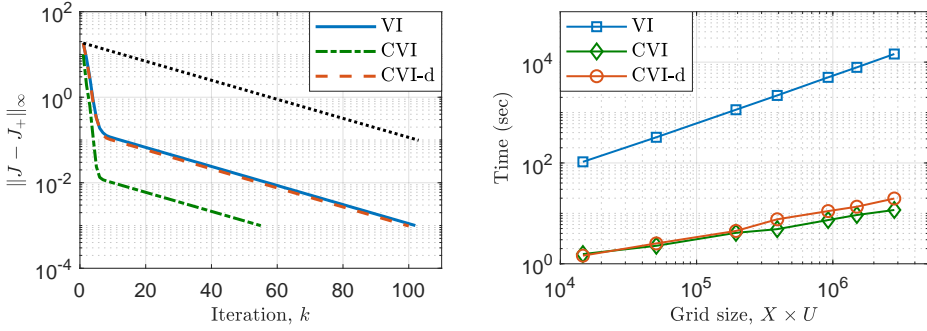 10^2
10^0
10^-2
10^-4
‖J − J_+‖_∞
0 20 40 60 80 100
Iteration, k
VI
CVI
CVI-d
10^4
10^2
10^0
Time (sec)
10^4 10^5 10^6
Grid size, X × U
VI
CVI
CVI-d